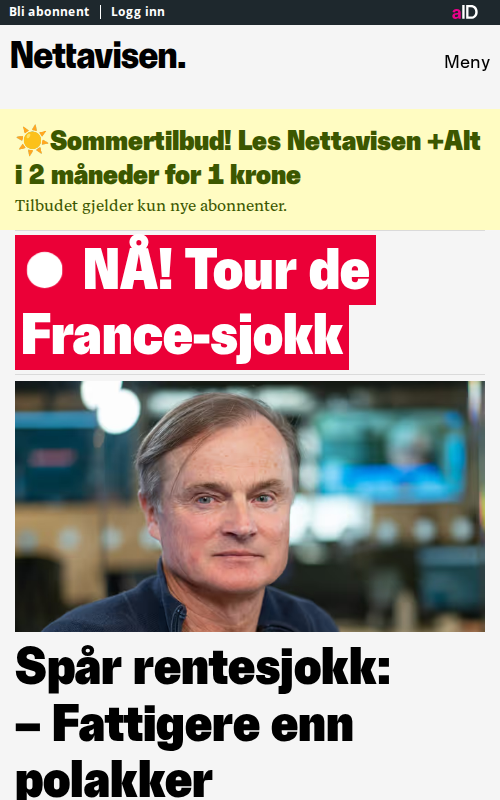 Bli abonnent | Logg inn
aID
Nettavisen.
Meny
☀️Sommertilbud! Les Nettavisen +Alt
i 2 måneder for 1 krone
Tilbudet gjelder kun nye abonnenter.
NÅ! Tour de
France-sjokk
Spår rentesjokk:
– Fattigere enn
polakker